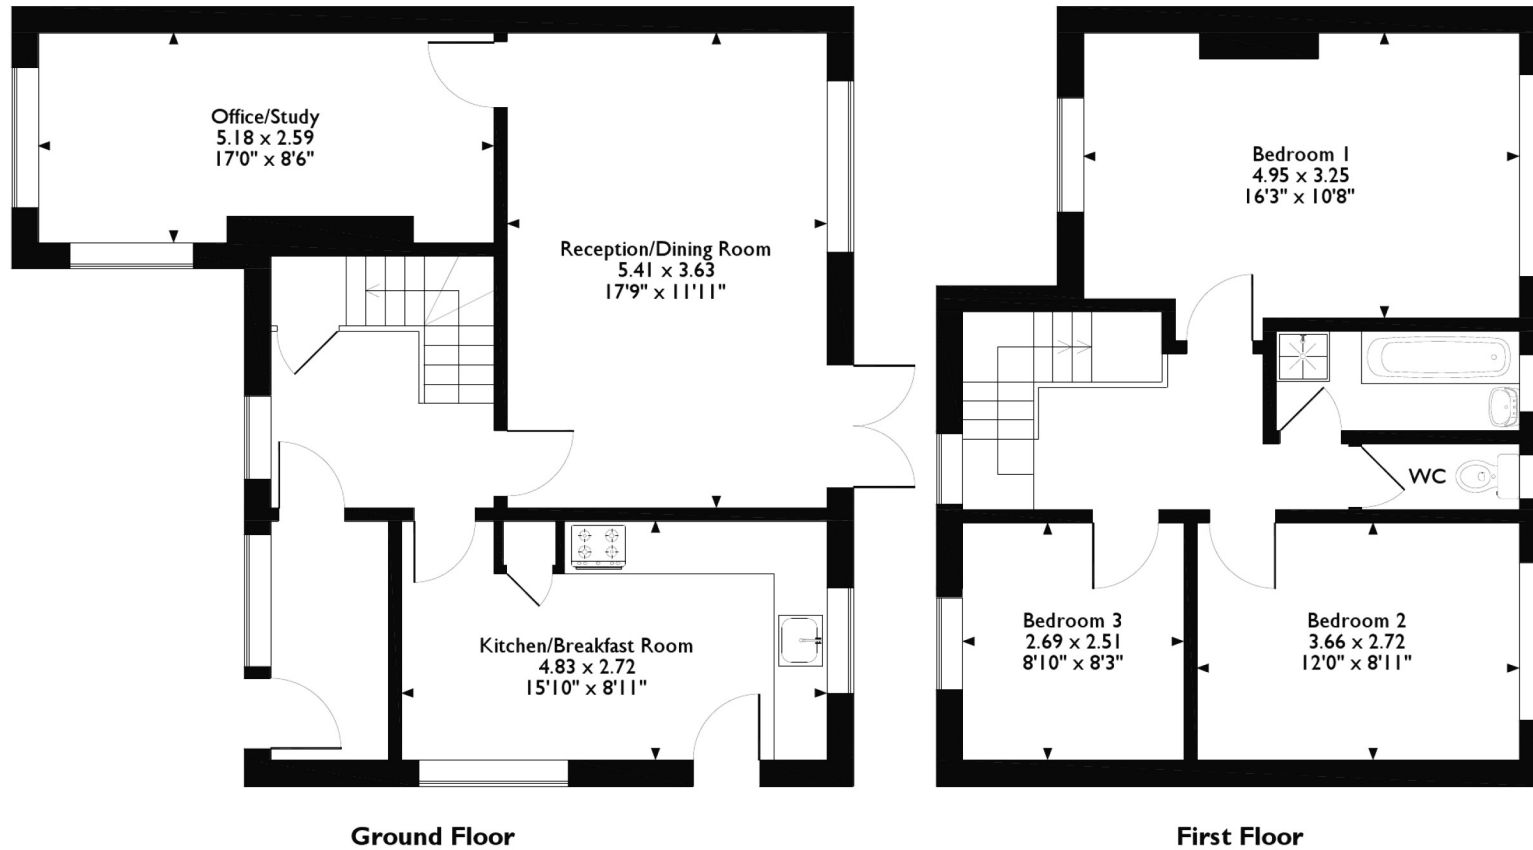 Office/Study
5.18 x 2.59
17'0" x 8'6"
Reception/Dining Room
5.41 x 3.63
17'9" x 11'11"
Kitchen/Breakfast Room
4.83 x 2.72
15'10" x 8'11"
Ground Floor
Bedroom 1
4.95 x 3.25
16'3" x 10'8"
WC
Bedroom 3
2.69 x 2.51
8'10" x 8'3"
Bedroom 2
3.66 x 2.72
12'0" x 8'11"
First Floor